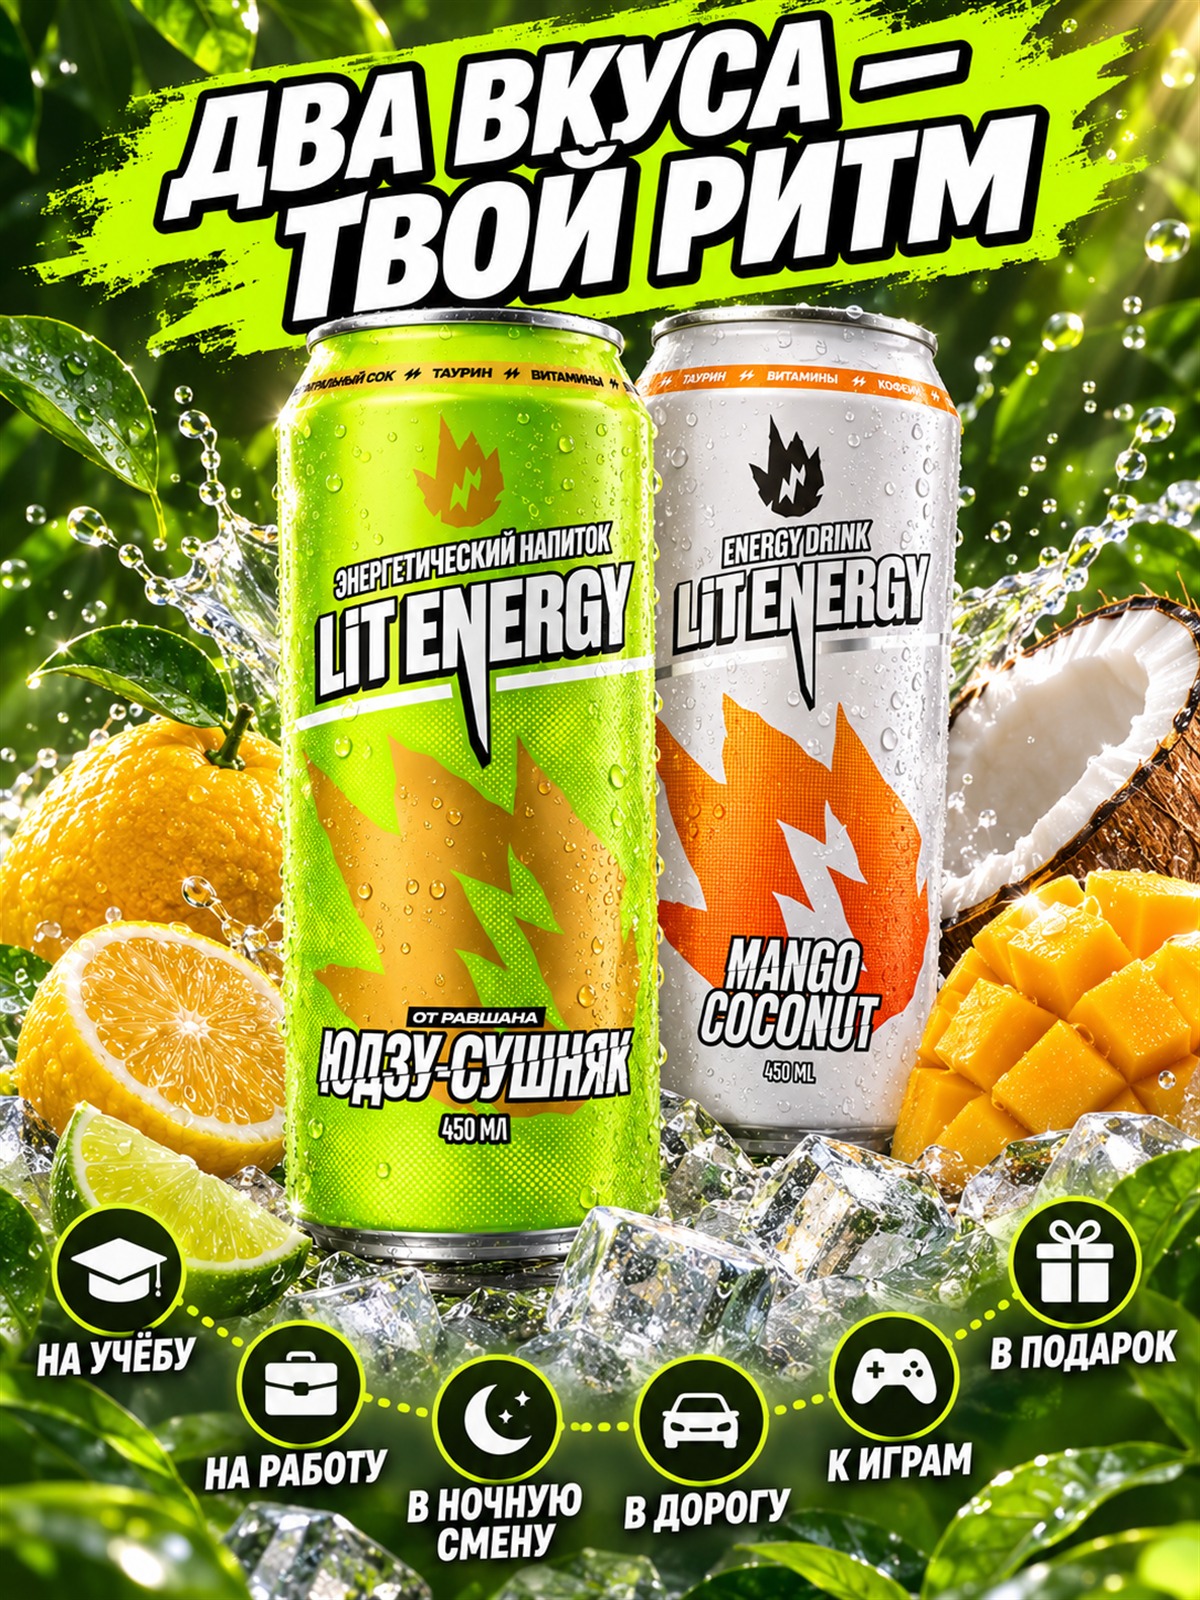 ДВА ВКУСА —
ТВОЙ РИТМ
СОК ТАУРИН ВИТАМИНЫ
ТАУРИН ВИТАМИНЫ
ЭНЕРГЕТИЧЕСКИЙ НАПИТОК
LIT ENERGY
ОТ РАВШАНА
ЮДЗУ-СУШНЯК
450 МЛ
ENERGY DRINK
LIT ENERGY
MANGO
COCONUT
450 ML
НА УЧЁБУ
НА РАБОТУ
В НОЧНУЮ
СМЕНУ
В ДОРОГУ
К ИГРАМ
В ПОДАРОК